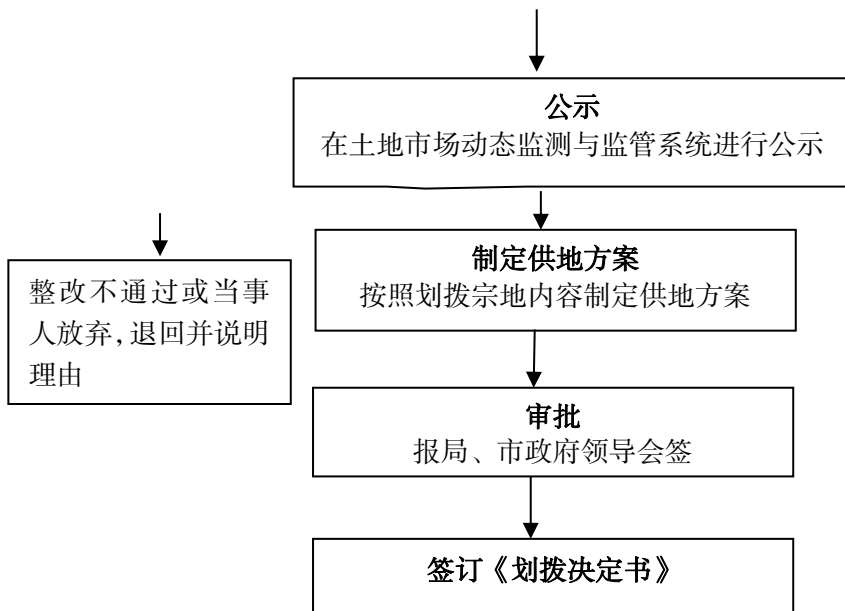 公示
在土地市场动态监测与监管系统进行公示
制定供地方案
按照划拨宗地内容制定供地方案
整改不通过或当事
人放弃,退回并说明
理由
审批
报局、市政府领导会签
签订《划拨决定书》